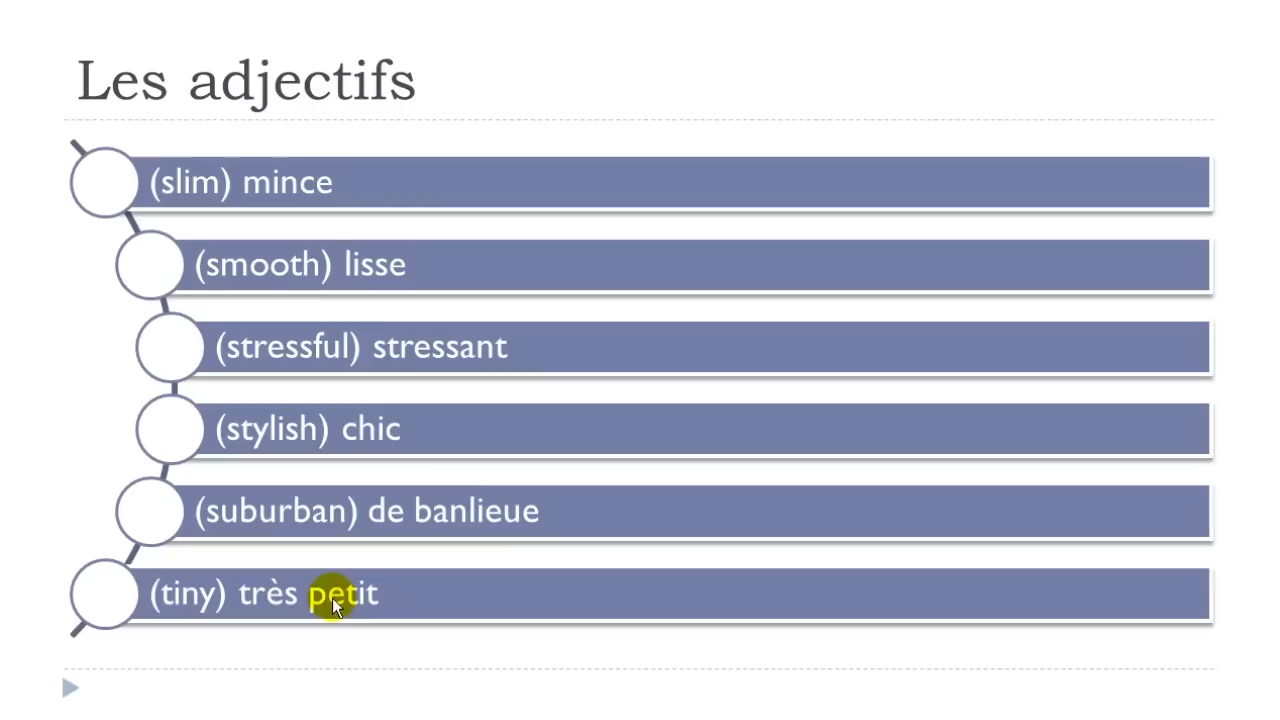 Les adjectifs
(slim) mince
(smooth) lisse
(stressful) stressant
(stylish) chic
(suburban) de banlieue
(tiny) très petit